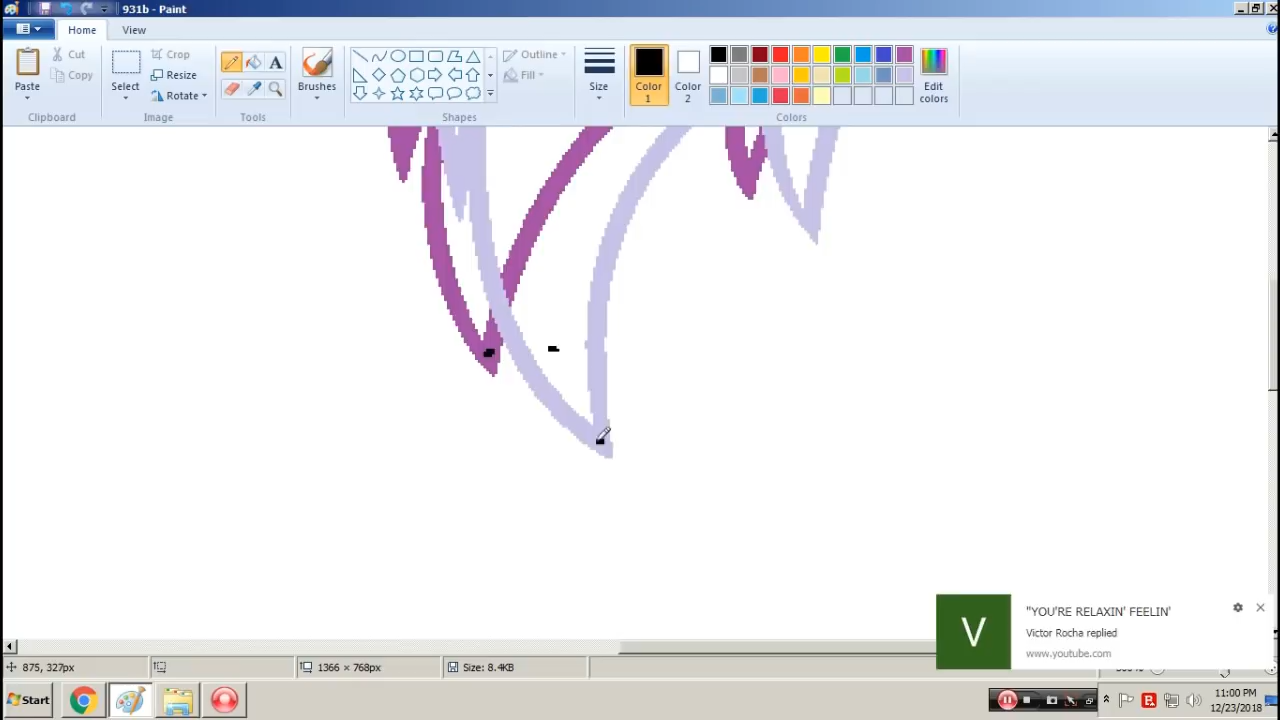 931b - Paint
Home View
Cut
Copy
Paste
Clipboard
Select
Crop
Resize
Rotate
Image
A
Tools
Brushes
Outline
Fill
Shapes
Size
Color 1
Color 2
Edit colors
Colors
V
"YOU'RE RELAXIN' FEELIN'
Victor Rocha replied
www.youtube.com
875, 327px
1366 × 768px
Size: 8.4KB
Start
11:00 PM
12/23/2018